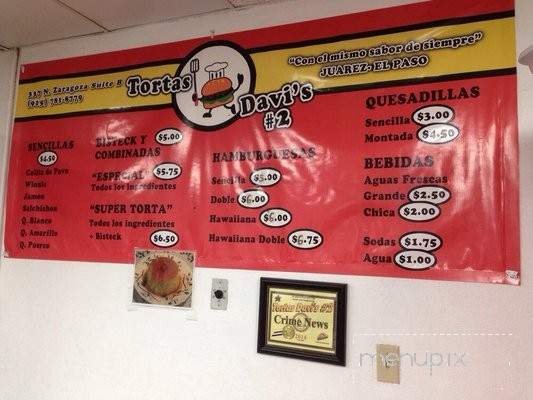 337 N. Zaragoza Suite B
(915) 781-8779
Tortas
Davi's
#2
"Con el mismo sabor de siempre"
JUAREZ- EL PASO
SENCILLAS
$4.50
Colita de Pavo
Winnie
Jamon
Salchichon
Q. Blanco
Q. Amarillo
Q. Puerco
BISTECK Y $5.00
COMBINADAS
"ESPECIAL" $5.75
Todos los Ingredientes
"SUPER TORTA"
Todos los ingredientes
+ Bisteck $6.50
HAMBURGUESAS
Sencilla $5.00
Doble $6.00
Hawaiiana $6.00
Hawaiiana Doble $6.75
QUESADILLAS
Sencilla $3.00
Montada $4.50
BEBIDAS
Aguas Frescas
Grande $2.50
Chica $2.00
Sodas $1.75
Agua $1.00
Tortas Davi's #2
Crime News
menupix